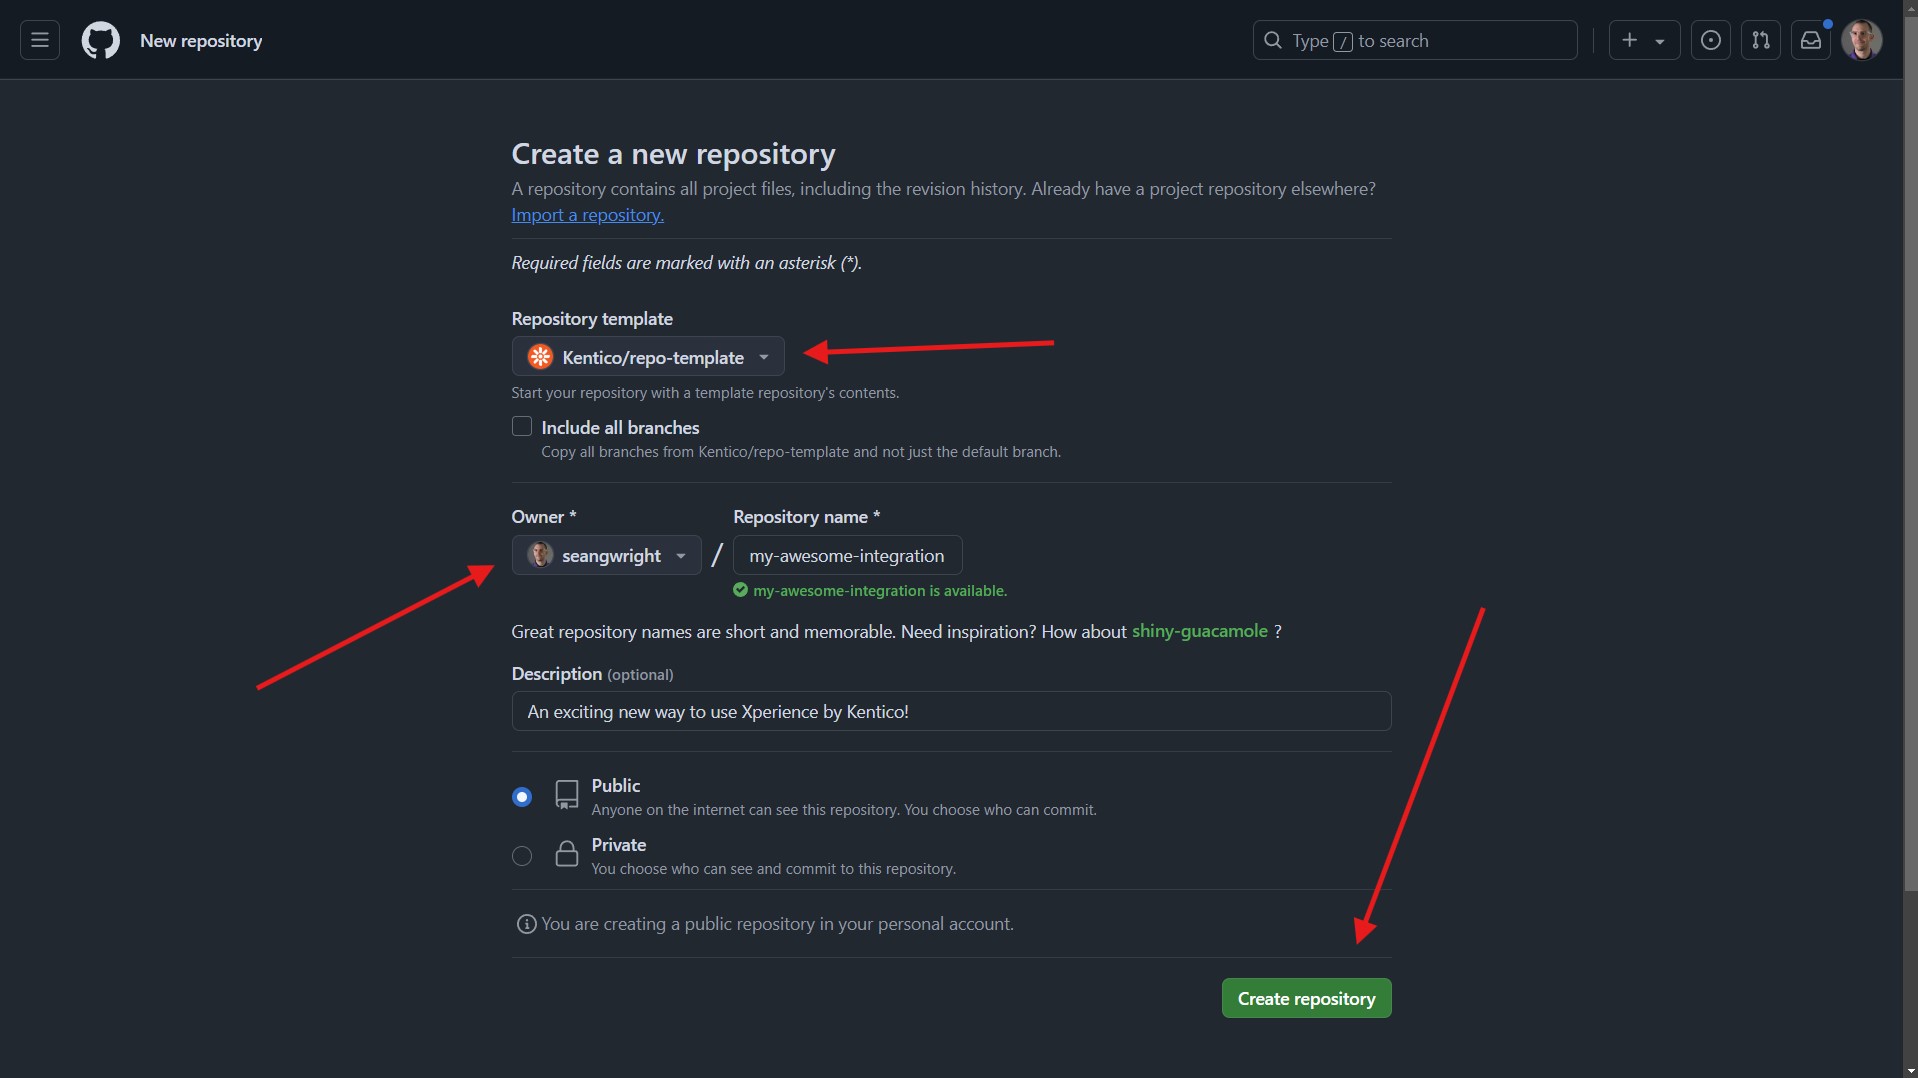 New repository
Type / to search
Create a new repository
A repository contains all project files, including the revision history. Already have a project repository elsewhere?
Import a repository.
Required fields are marked with an asterisk (*).
Repository template
Kentico/repo-template
Start your repository with a template repository's contents.
Include all branches
Copy all branches from Kentico/repo-template and not just the default branch.
Owner * Repository name *
seangwright / my-awesome-integration
my-awesome-integration is available.
Great repository names are short and memorable. Need inspiration? How about shiny-guacamole ?
Description (optional)
An exciting new way to use Xperience by Kentico!
Public
Anyone on the internet can see this repository. You choose who can commit.
Private
You choose who can see and commit to this repository.
You are creating a public repository in your personal account.
Create repository